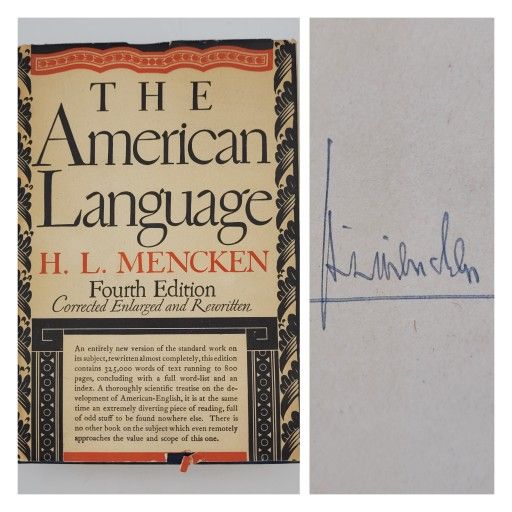 THE
American
Language
H. L. MENCKEN
Fourth Edition
Corrected Enlarged and Rewritten
An entirely new version of the standard work on
its subject, rewritten almost completely, this edition
contains 325,000 words of text running to 800
pages, concluding with a full word-list and an
index. A thoroughly scientific treatise on the de-
velopment of American-English, it is at the same
time an extremely diverting piece of reading, full
of odd stuff to be found nowhere else. There is
no other book on the subject which even remotely
approaches the value and scope of this one.
H. L. Mencken